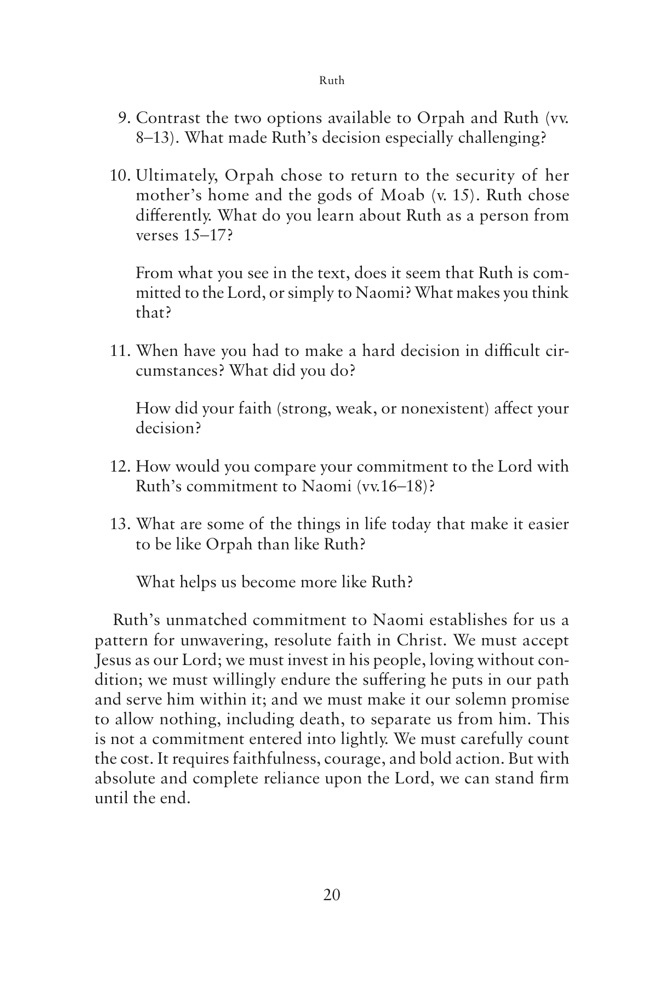 Ruth
9. Contrast the two options available to Orpah and Ruth (vv.
8–13). What made Ruth’s decision especially challenging?
10. Ultimately, Orpah chose to return to the security of her
mother’s home and the gods of Moab (v. 15). Ruth chose
differently. What do you learn about Ruth as a person from
verses 15–17?
From what you see in the text, does it seem that Ruth is com-
mitted to the Lord, or simply to Naomi? What makes you think
that?
11. When have you had to make a hard decision in difficult cir-
cumstances? What did you do?
How did your faith (strong, weak, or nonexistent) affect your
decision?
12. How would you compare your commitment to the Lord with
Ruth’s commitment to Naomi (vv.16–18)?
13. What are some of the things in life today that make it easier
to be like Orpah than like Ruth?
What helps us become more like Ruth?
Ruth’s unmatched commitment to Naomi establishes for us a
pattern for unwavering, resolute faith in Christ. We must accept
Jesus as our Lord; we must invest in his people, loving without con-
dition; we must willingly endure the suffering he puts in our path
and serve him within it; and we must make it our solemn promise
to allow nothing, including death, to separate us from him. This
is not a commitment entered into lightly. We must carefully count
the cost. It requires faithfulness, courage, and bold action. But with
absolute and complete reliance upon the Lord, we can stand firm
until the end.
20